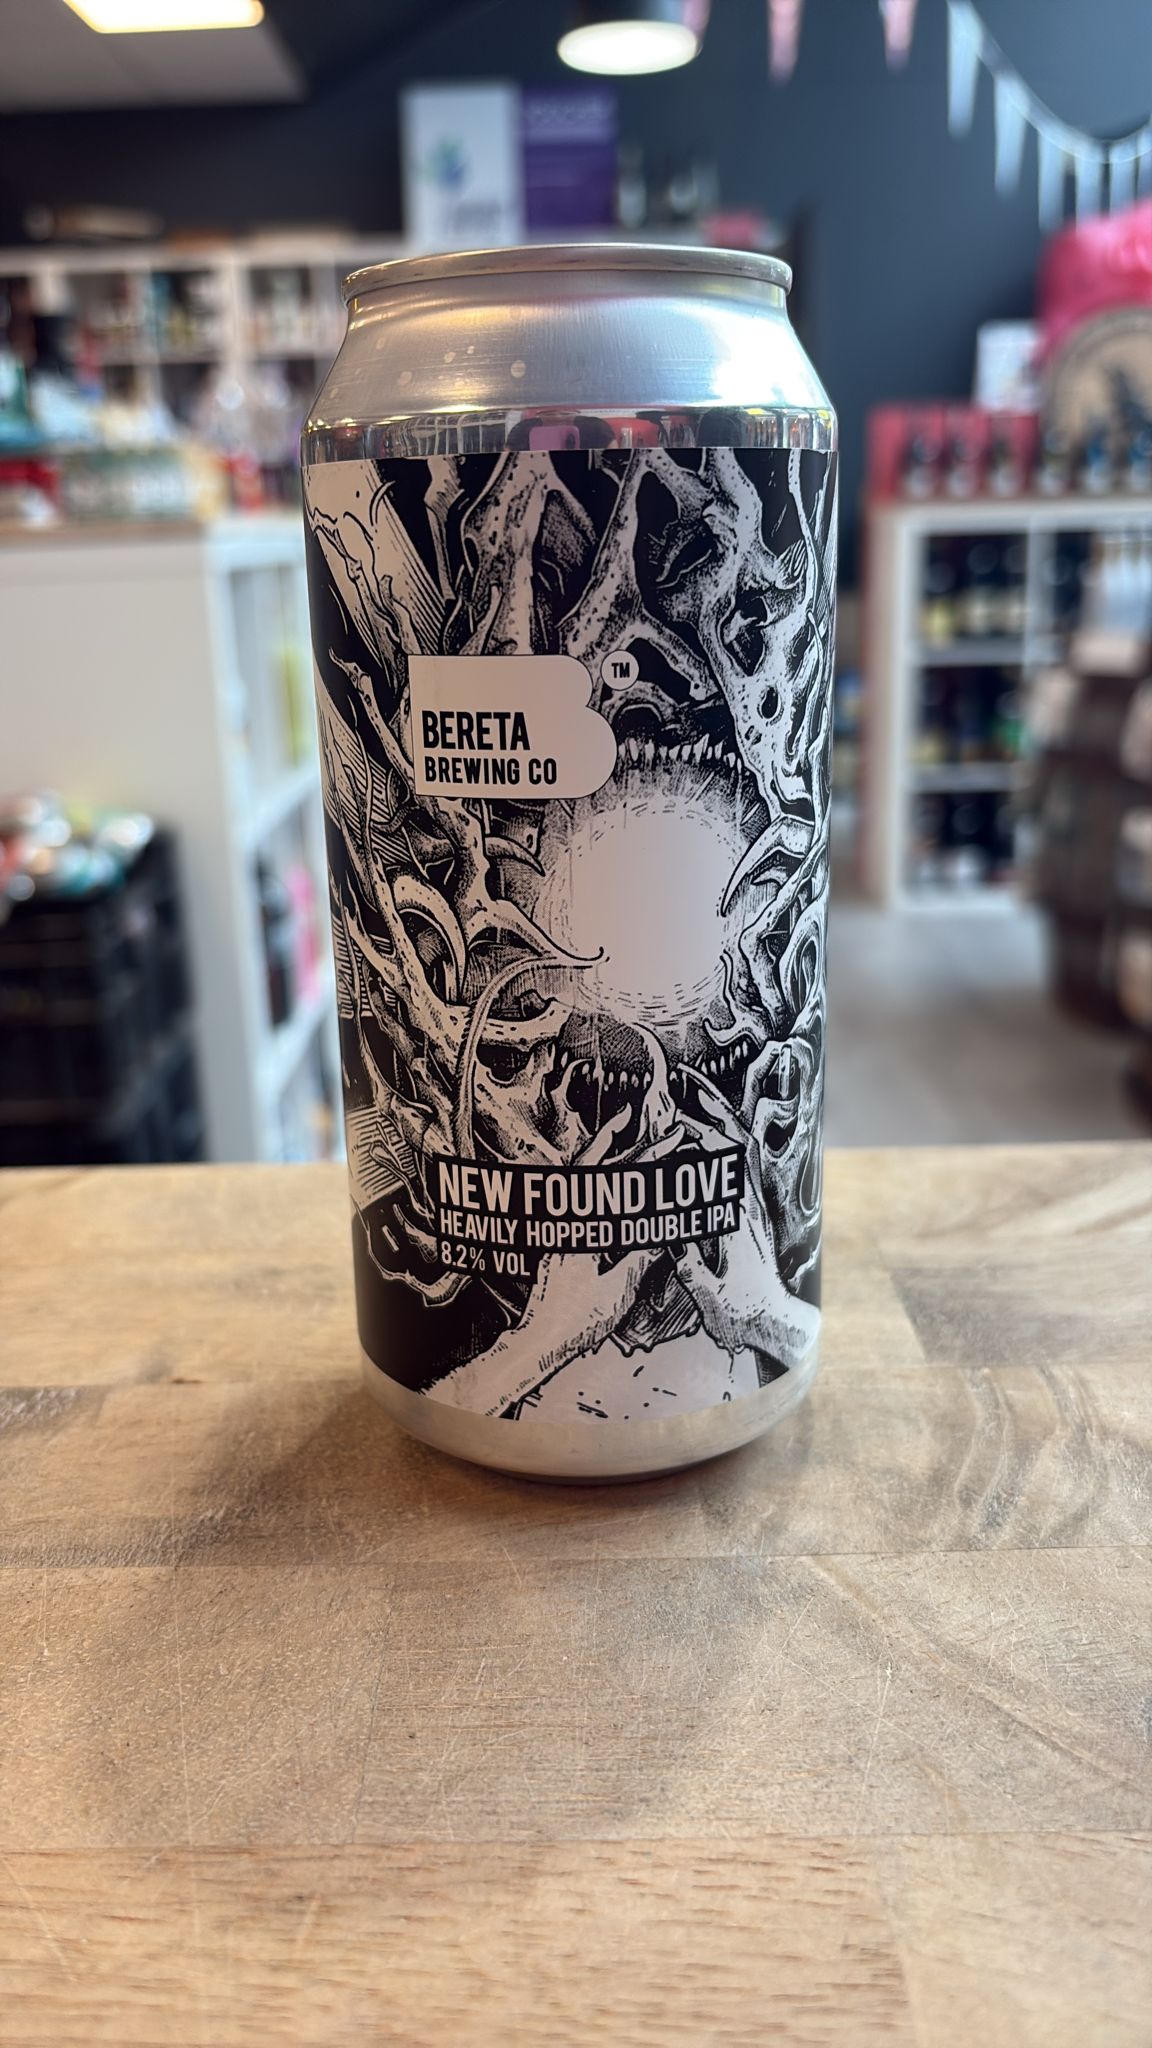 TM
BERETA
BREWING CO
NEW FOUND LOVE
HEAVILY HOPPED DOUBLE IPA
8.2% VOL